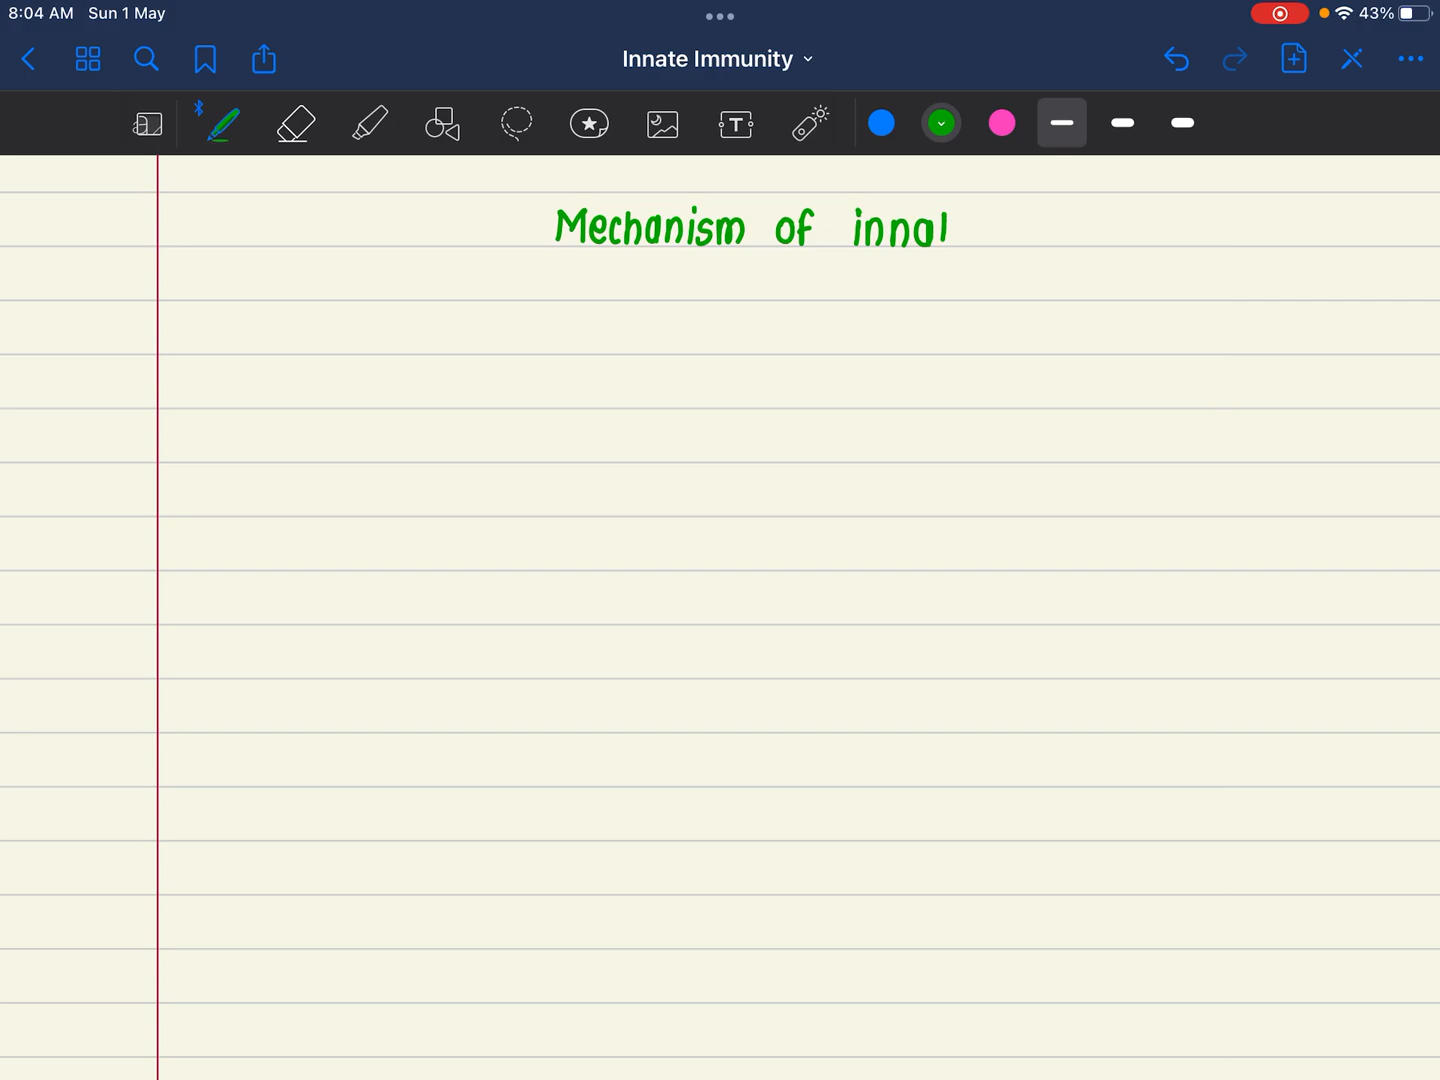 8:04 AM Sun 1 May
43%
Innate Immunity
T
Mechanism of innal